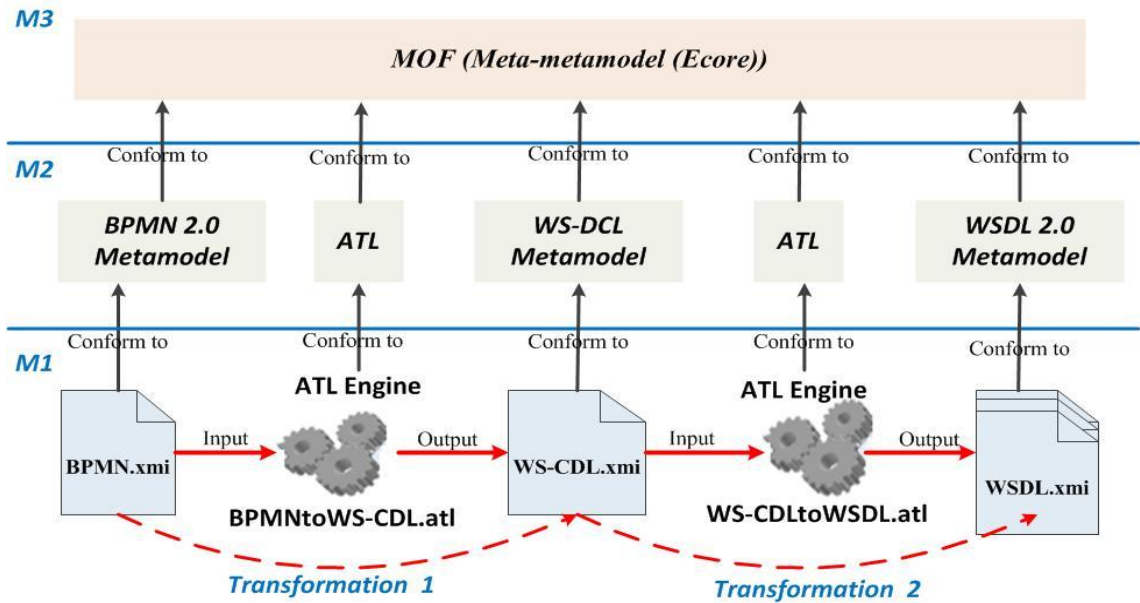 M3
MOF (Meta-metamodel (Ecore))
Conform to Conform to Conform to Conform to Conform to
M2
BPMN 2.0
Metamodel
ATL
WS-DCL
Metamodel
ATL
WSDL 2.0
Metamodel
Conform to Conform to Conform to Conform to Conform to
M1
ATL Engine
ATL Engine
Input
Output
Input
Output
BPMN.xmi
WS-CDL.xmi
WSDL.xmi
BPMNtoWS-CDL.atl
WS-CDLtoWSDL.atl
Transformation 1
Transformation 2